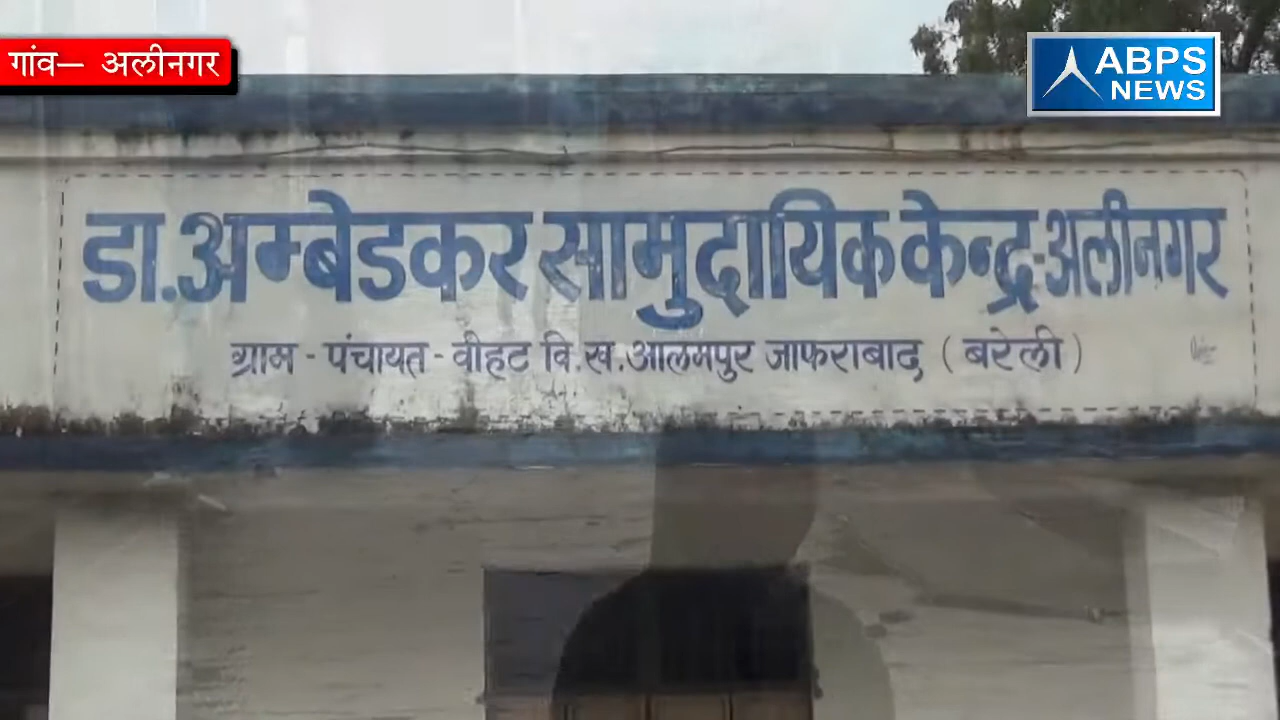 गांव– अलीनगर
ABPS
NEWS
डा.अम्बेडकर सामुदायिक केन्द्र-अलीनगर
ग्राम - पंचायत - वीहट वि.ख.आलमपुर जाफराबाद ( बरेली )